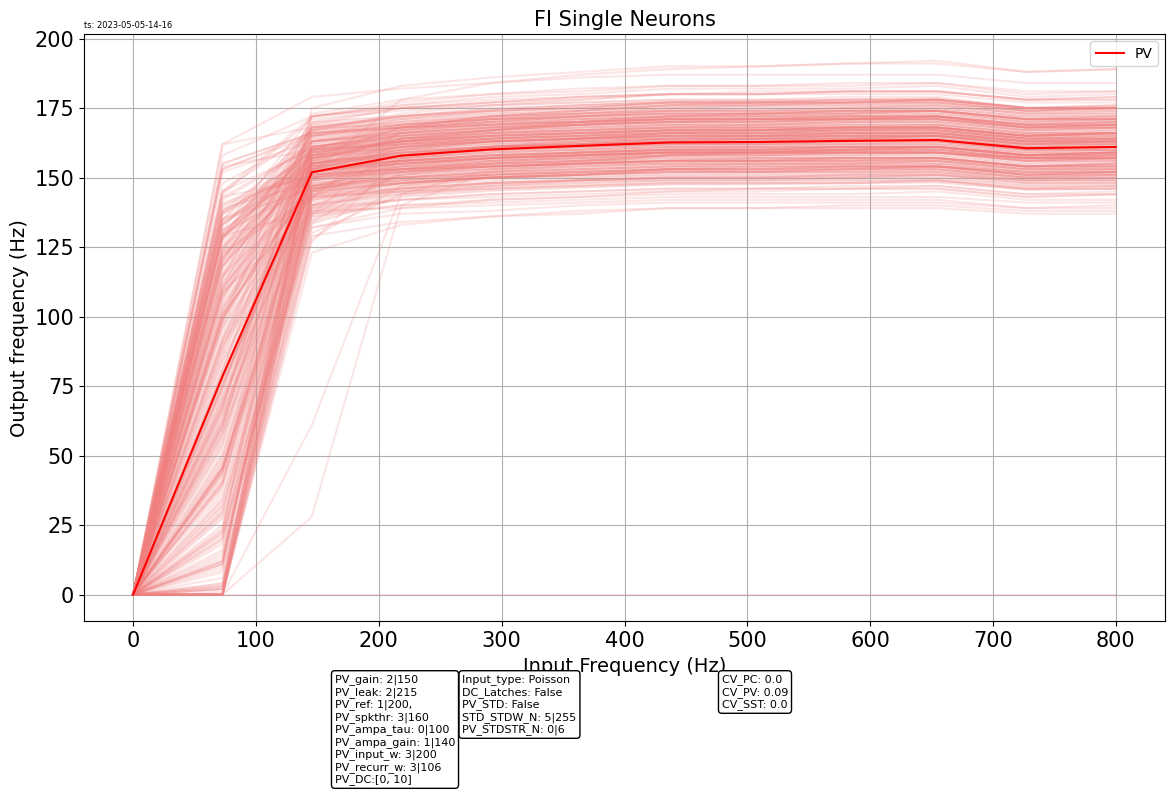 FI Single Neurons
ts: 2023-05-05-14-16
PV
Output frequency (Hz)
200
175
150
125
100
75
50
25
0
0 100 200 300 400 500 600 700 800
Input Frequency (Hz)
PV_gain: 2|150
PV_leak: 2|215
PV_ref: 1|200,
PV_spkthr: 3|160
PV_ampa_tau: 0|100
PV_ampa_gain: 1|140
PV_input_w: 3|200
PV_recurr_w: 3|106
PV_DC:[0, 10]
Input_type: Poisson
DC_Latches: False
PV_STD: False
STD_STDW_N: 5|255
PV_STDSTR_N: 0|6
CV_PC: 0.0
CV_PV: 0.09
CV_SST: 0.0